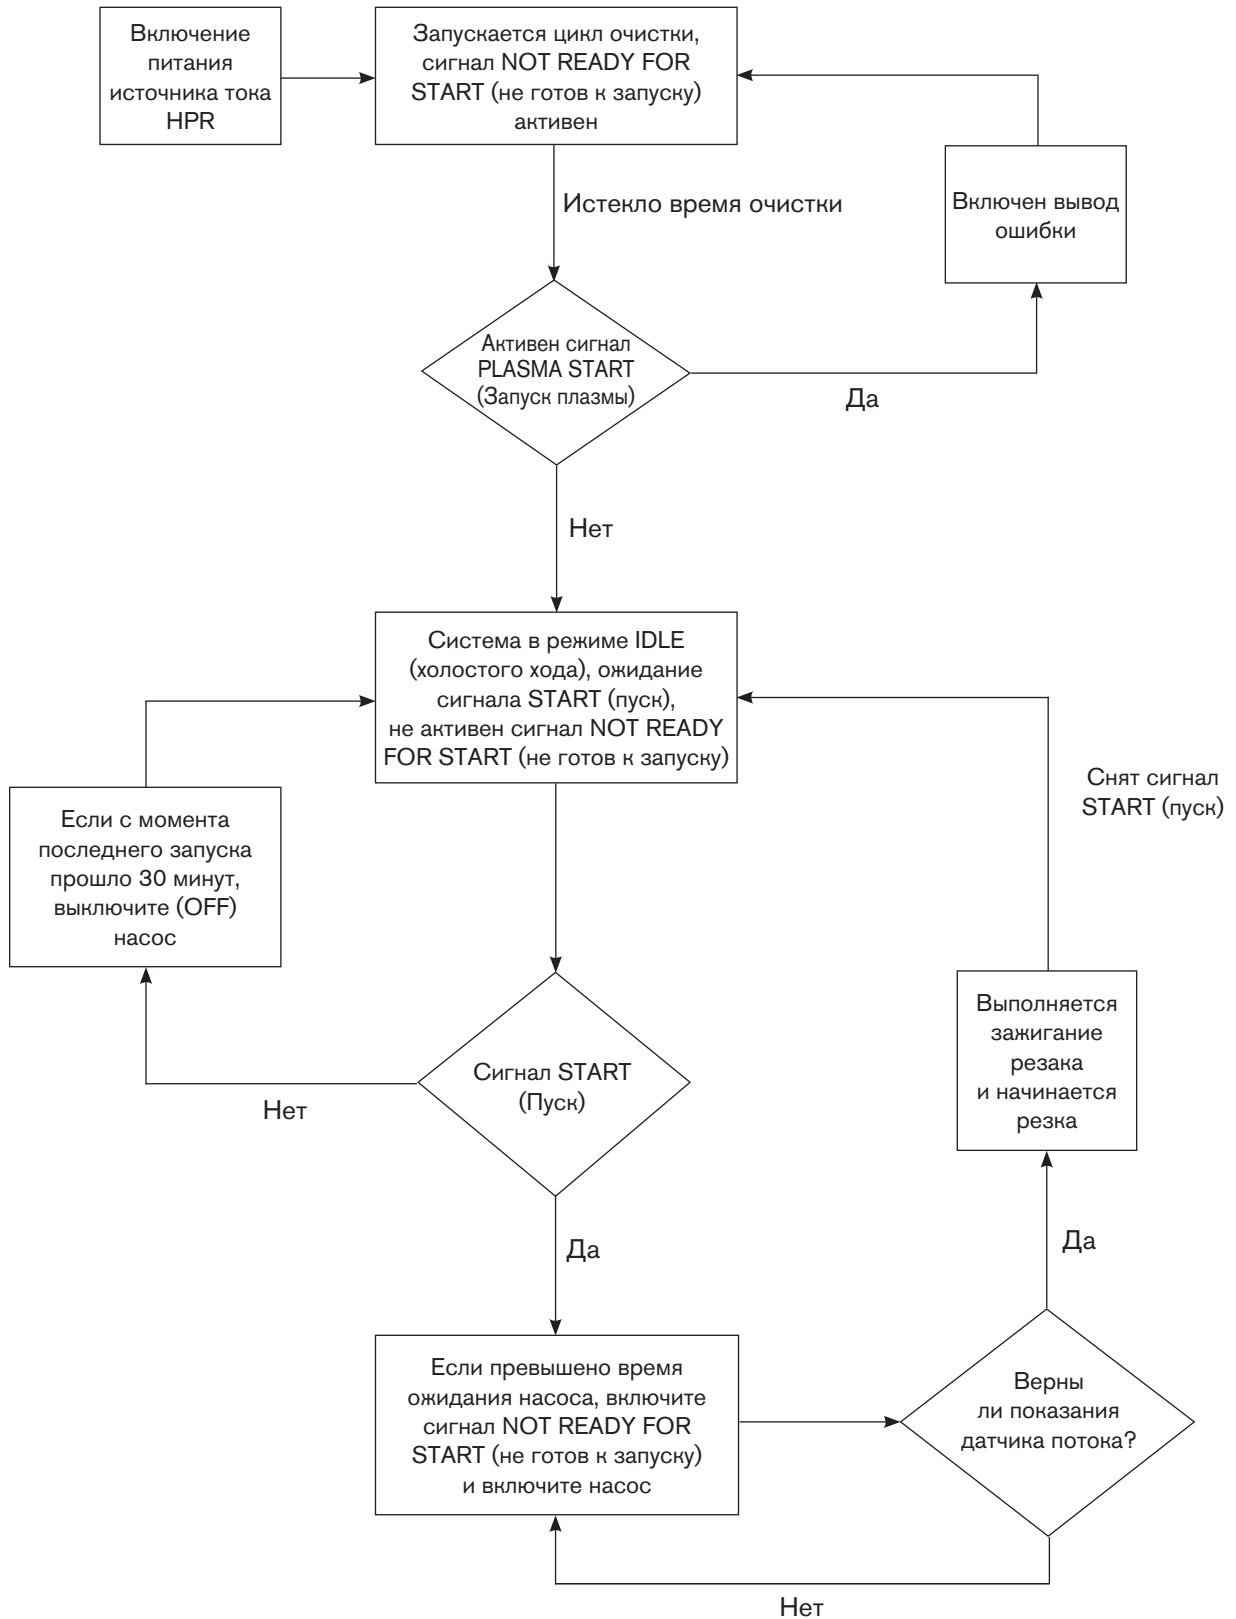 Включение
питания
источника тока
HPR
Запускается цикл очистки,
сигнал NOT READY FOR
START (не готов к запуску)
активен
Включен вывод
ошибки
Истекло время очистки
Активен сигнал
PLASMA START
(Запуск плазмы)
Да
Нет
Система в режиме IDLE
(холостого хода), ожидание
сигнала START (пуск),
не активен сигнал NOT READY
FOR START (не готов к запуску)
Снят сигнал
START (пуск)
Если с момента
последнего запуска
прошло 30 минут,
выключите (OFF)
насос
Выполняется
зажигание
резака
и начинается
резка
Сигнал START
(Пуск)
Нет
Да
Да
Если превышено время
ожидания насоса, включите
сигнал NOT READY FOR
START (не готов к запуску)
и включите насос
Верны
ли показания
датчика потока?
Нет